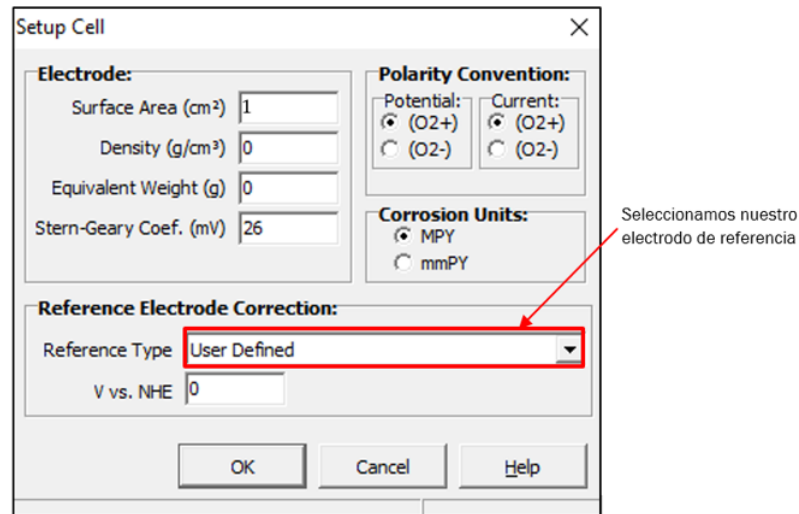 Setup Cell
Electrode:
Surface Area (cm²) 1
Density (g/cm³) 0
Equivalent Weight (g) 0
Stern-Geary Coef. (mV) 26
Polarity Convention:
Potential: Current:
(O2+) (O2+)
(O2-) (O2-)
Corrosion Units:
MPY
mmPY
Seleccionamos nuestro
electrodo de referencia
Reference Electrode Correction:
Reference Type User Defined
V vs. NHE 0
OK Cancel Help